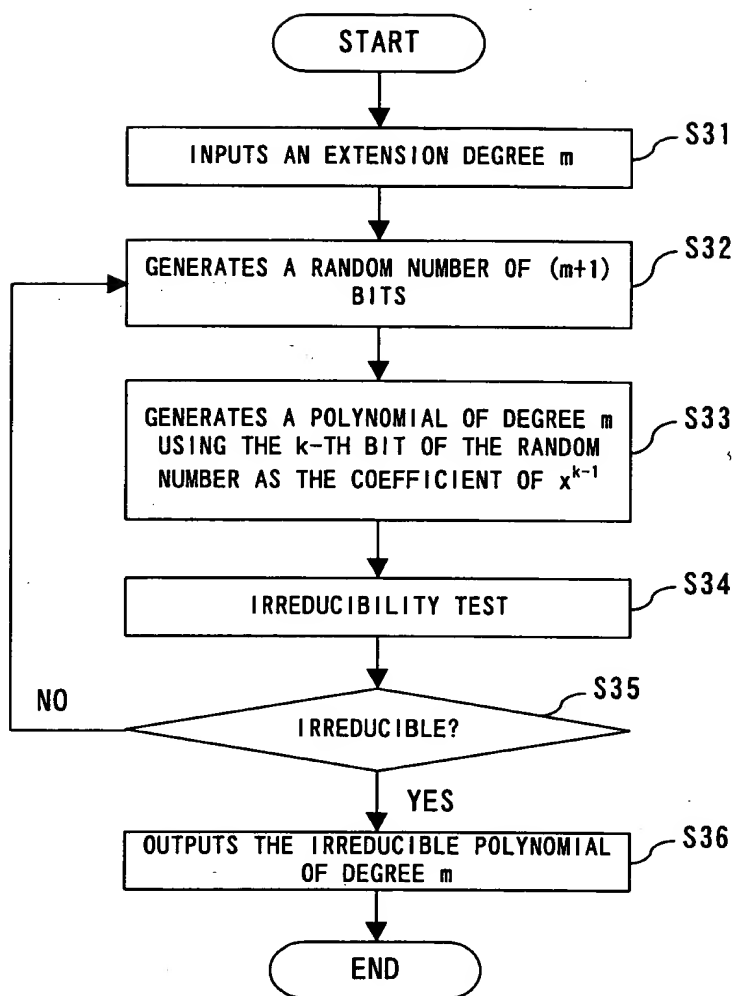 START
INPUTS AN EXTENSION DEGREE m
S31
GENERATES A RANDOM NUMBER OF (m+1)
BITS
S32
GENERATES A POLYNOMIAL OF DEGREE m
USING THE k-TH BIT OF THE RANDOM
NUMBER AS THE COEFFICIENT OF x^{k-1}
S33
IRREDUCIBILITY TEST
S34
IRREDUCIBLE?
S35
NO
YES
OUTPUTS THE IRREDUCIBLE POLYNOMIAL
OF DEGREE m
S36
END